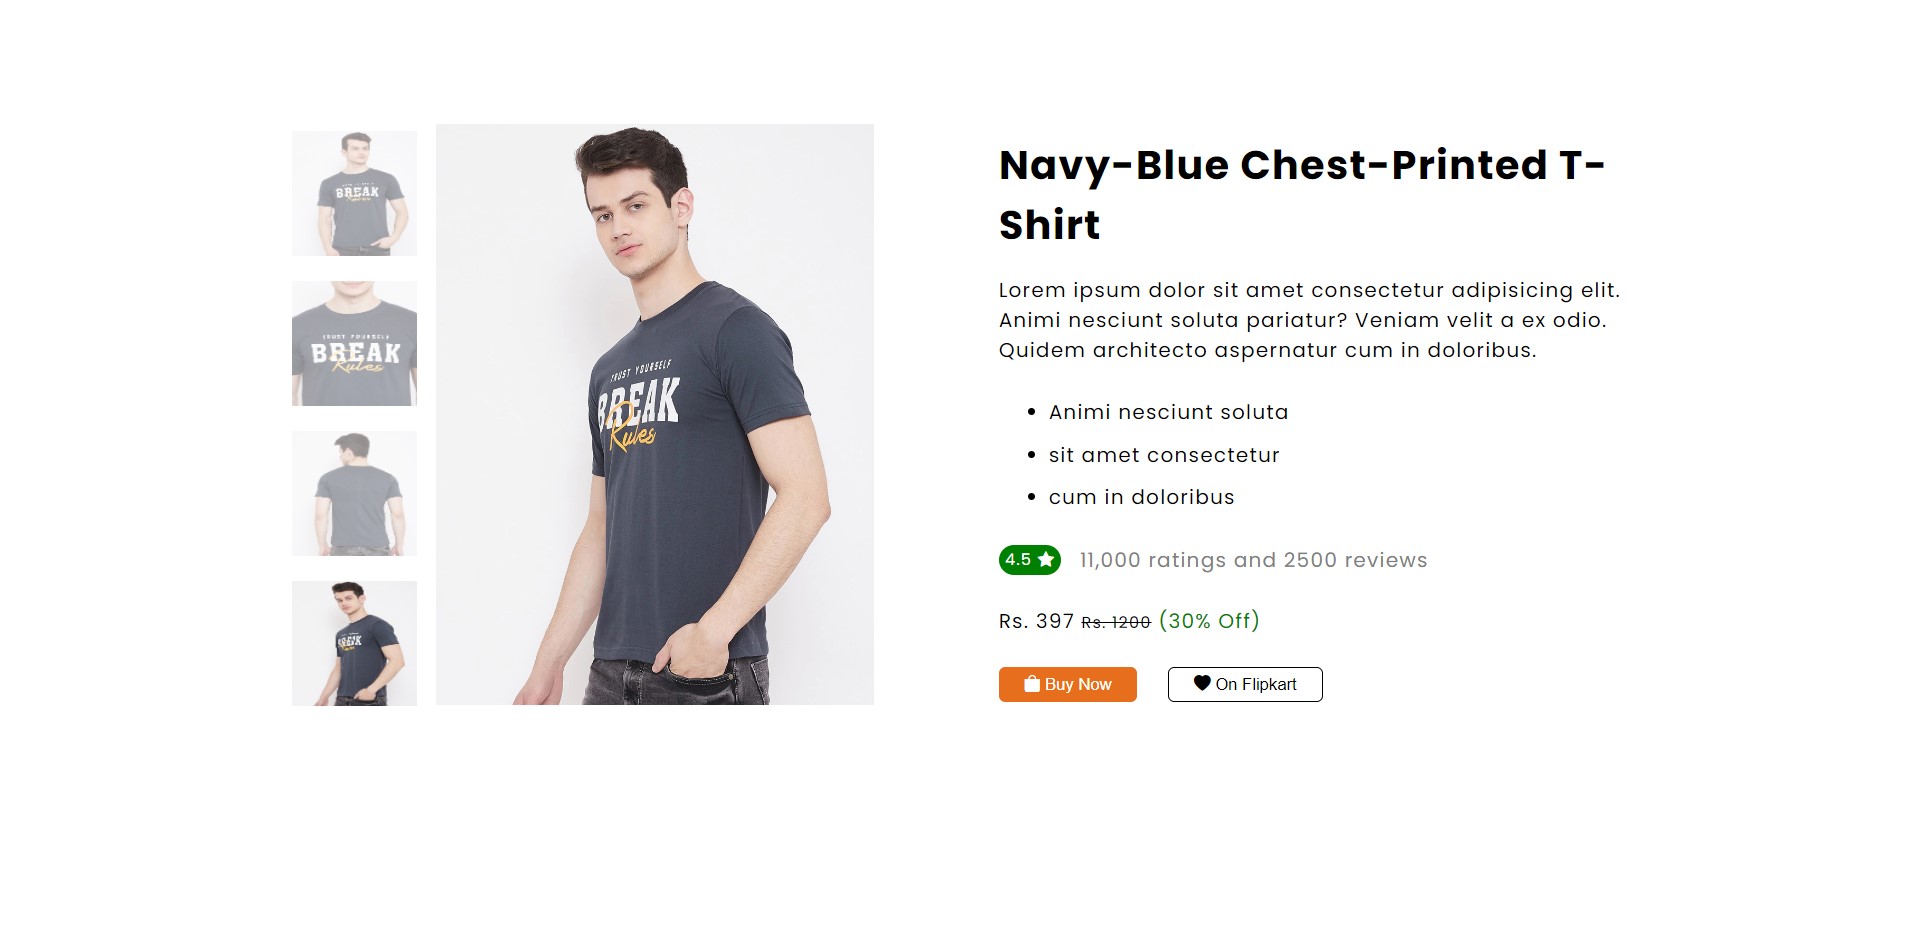 BREAK
TRUST YOURSELF
BREAK
Rules
BREAK
TRUST YOURSELF
BREAK
Rules
Navy-Blue Chest-Printed T-
Shirt
Lorem ipsum dolor sit amet consectetur adipisicing elit.
Animi nesciunt soluta pariatur? Veniam velit a ex odio.
Quidem architecto aspernatur cum in doloribus.
• Animi nesciunt soluta
• sit amet consectetur
• cum in doloribus
4.5 ★ 11,000 ratings and 2500 reviews
Rs. 397 Rs. 1200 (30% Off)
Buy Now
On Flipkart